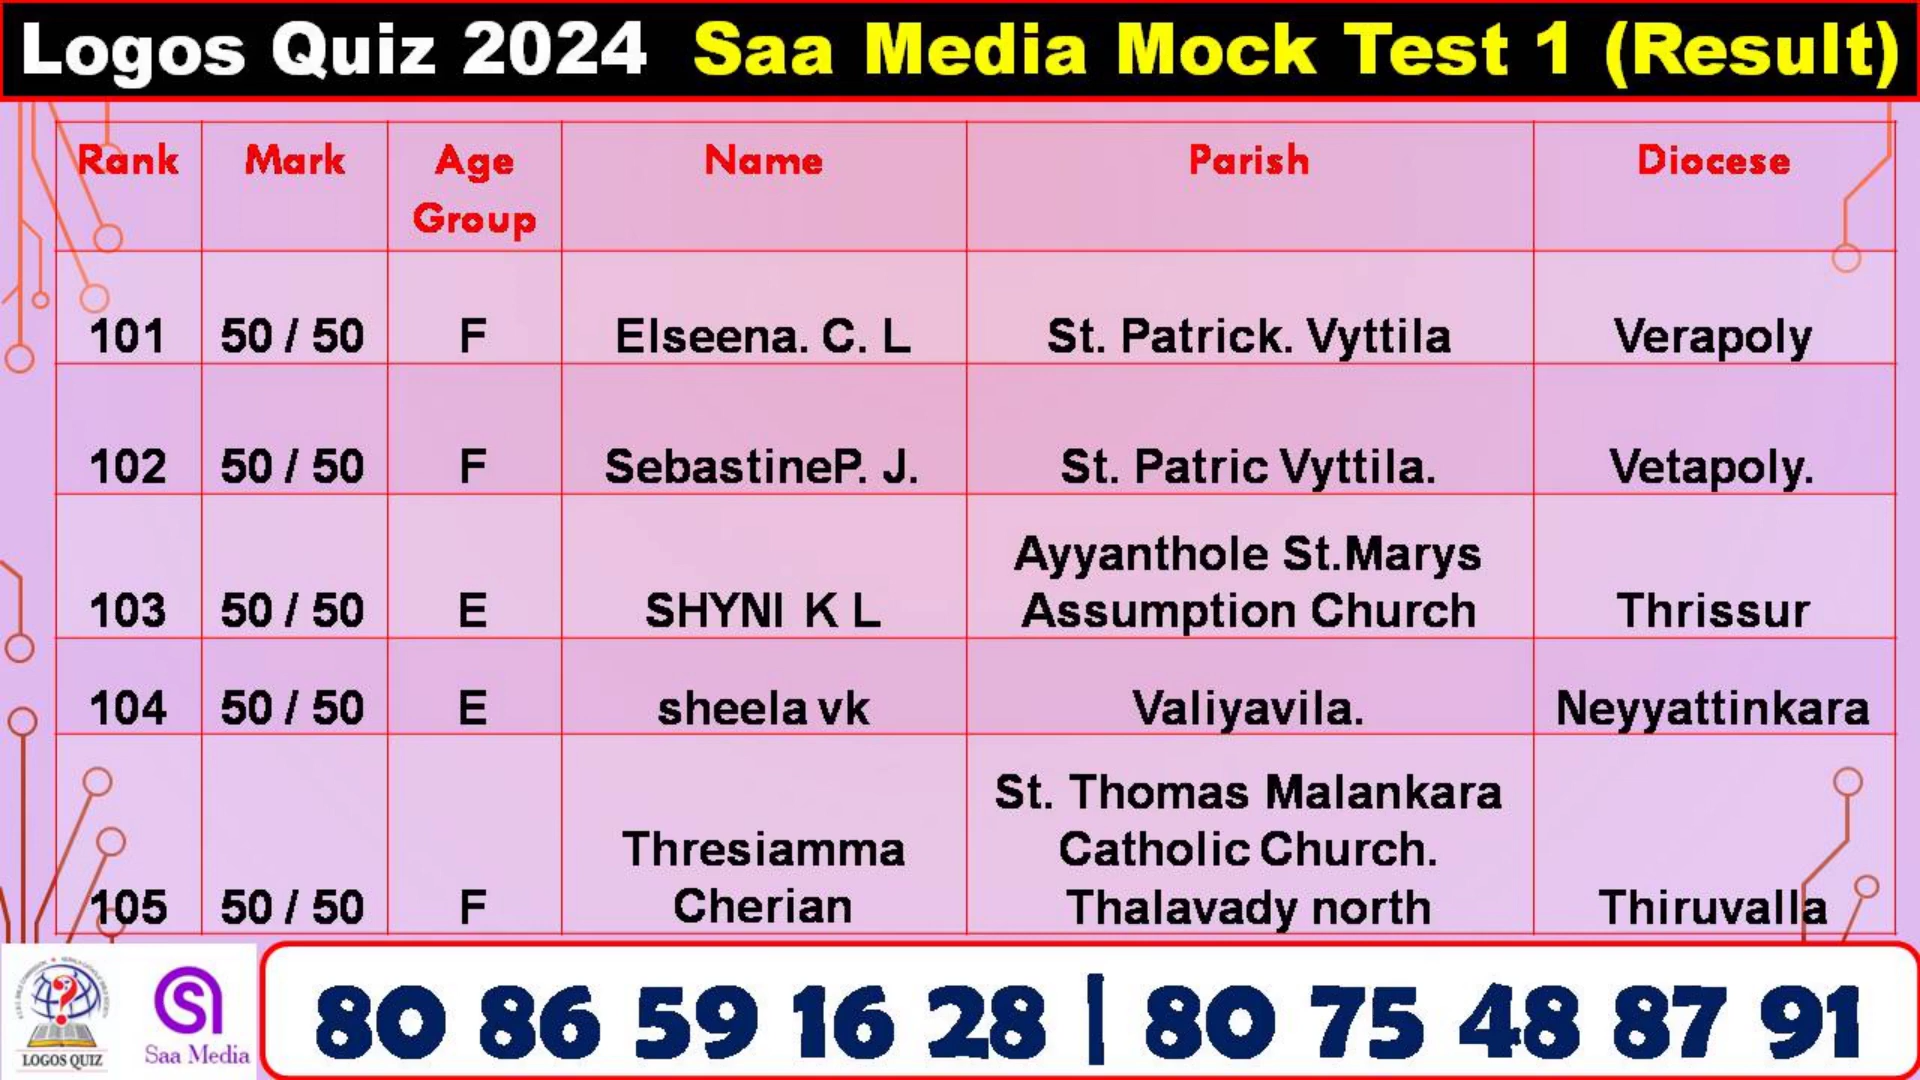 Logos Quiz 2024 Saa Media Mock Test 1 (Result)
Rank Mark Age Group Name Parish Diocese
101 50 / 50 F Elseena. C. L St. Patrick. Vyttila Verapoly
102 50 / 50 F SebastineP. J. St. Patric Vyttila. Vetapoly.
103 50 / 50 E SHYNI K L Ayyanthole St.Marys Assumption Church Thrissur
104 50 / 50 E sheela vk Valiyavila. Neyyattinkara
105 50 / 50 F Thresiamma Cherian St. Thomas Malankara Catholic Church. Thalavady north Thiruvalla
LOGOS QUIZ
Saa Media
80 86 59 16 28 | 80 75 48 87 91